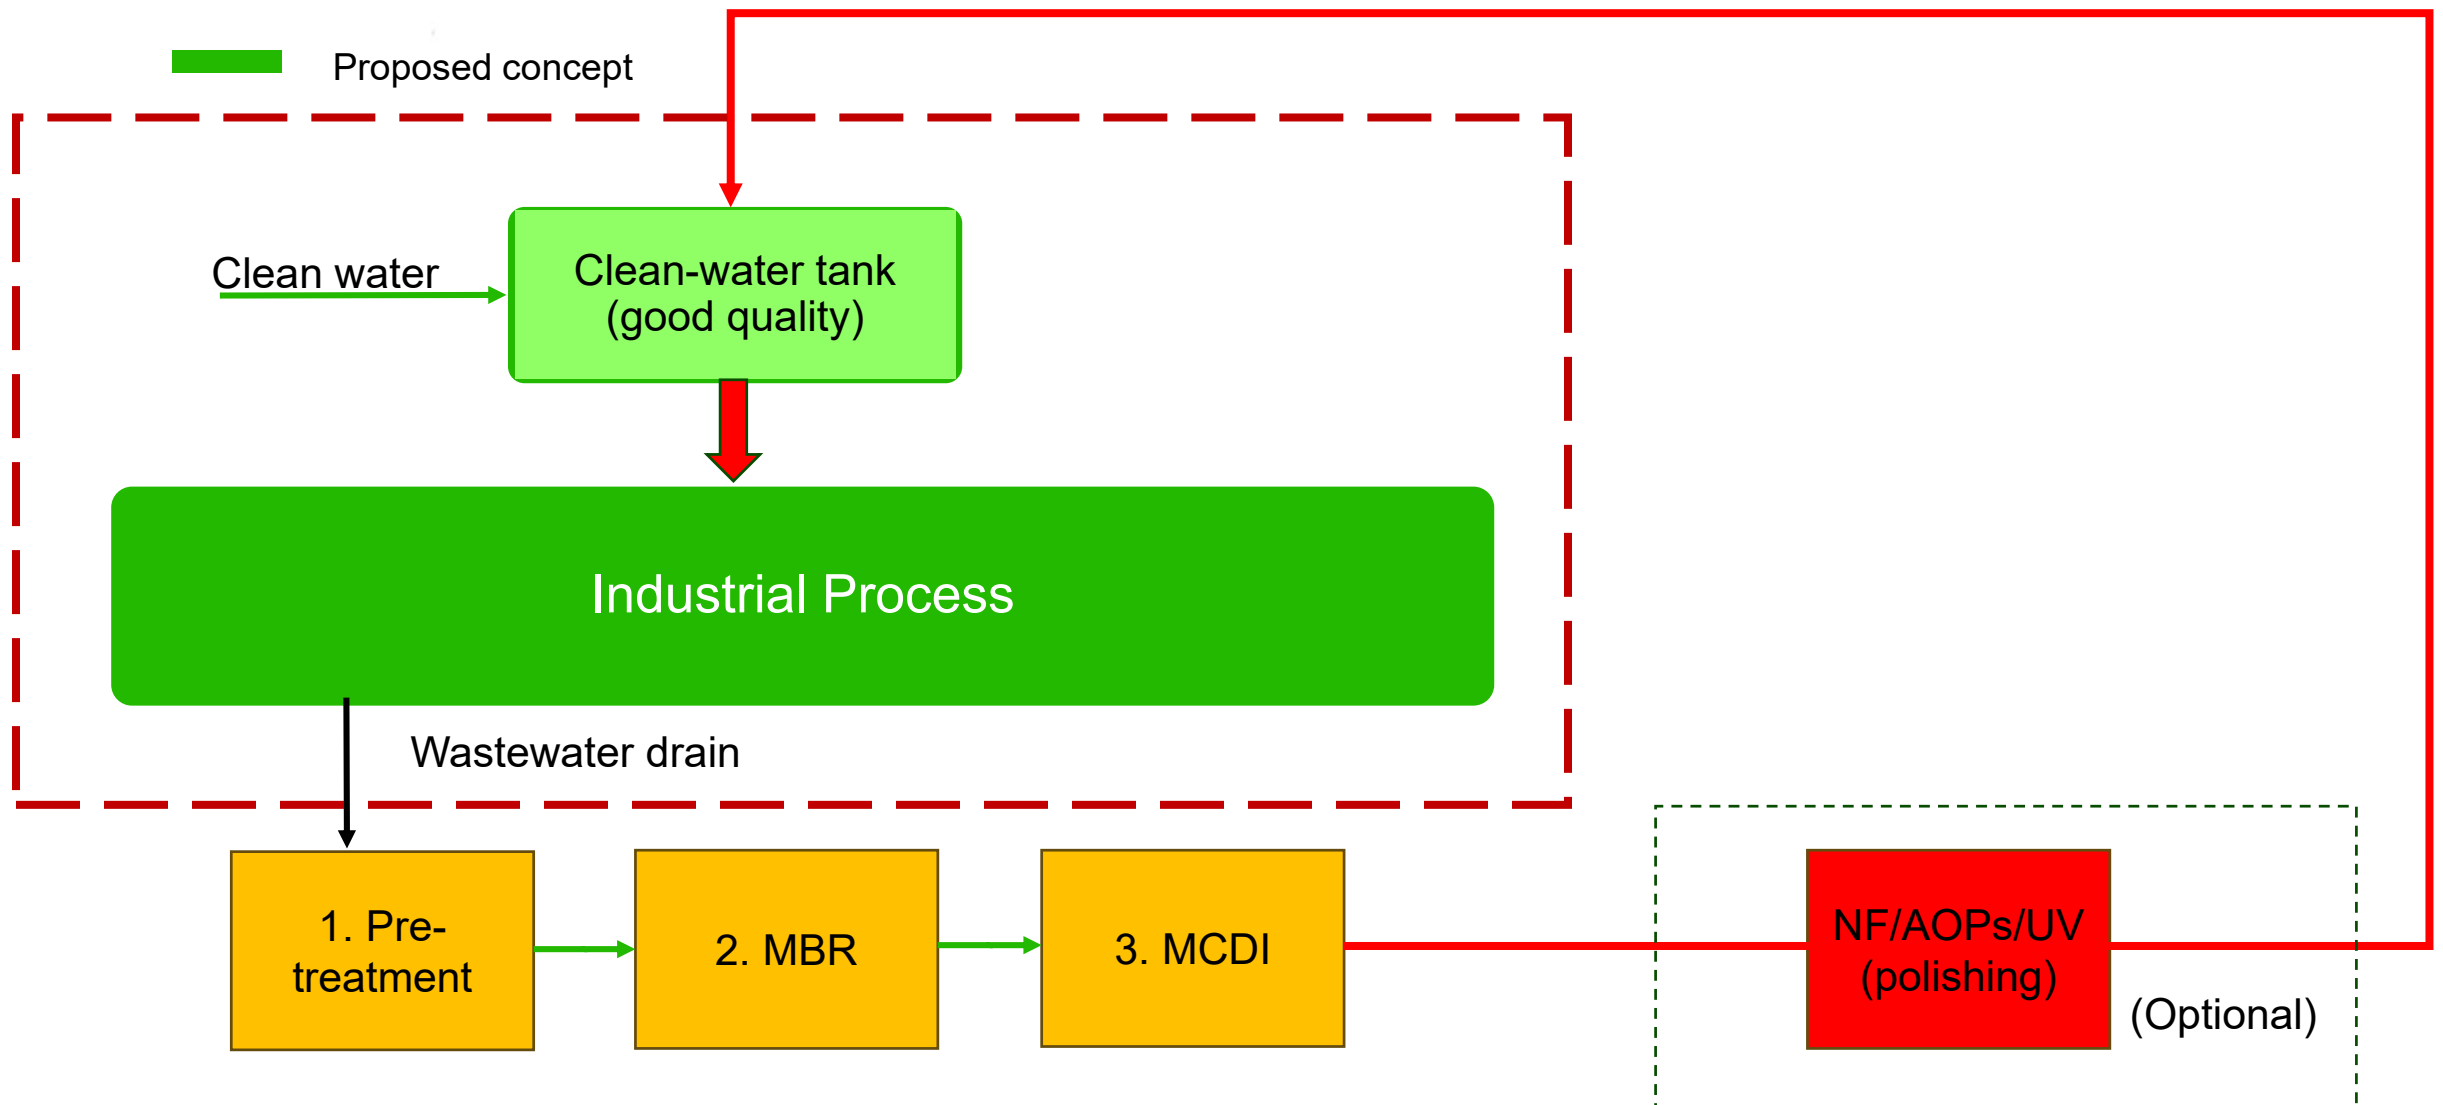 Proposed concept
Clean water
Clean-water tank
(good quality)
Industrial Process
Wastewater drain
1. Pre-
treatment
2. MBR
3. MCDI
NF/AOPs/UV
(polishing)
(Optional)